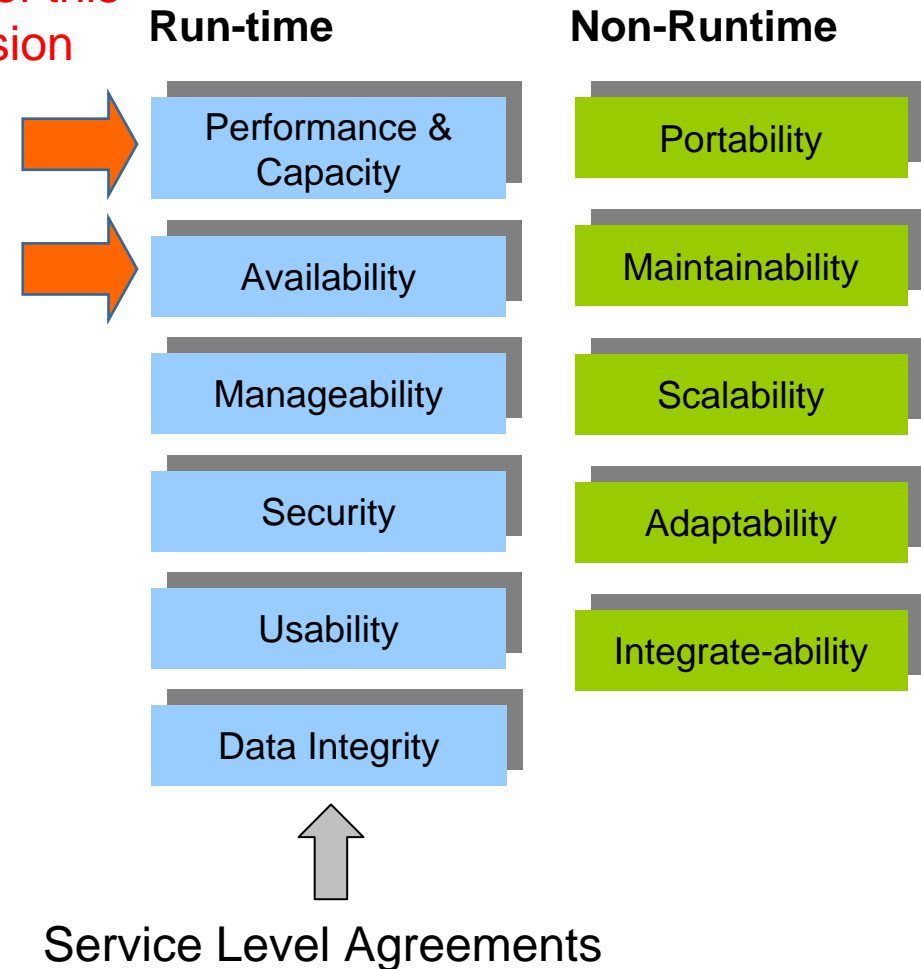 this
Run-time
Non-Runtime
Performance &
Capacity
Portability
Availability
Maintainability
Manageability
Scalability
Security
Adaptability
Usability
Integrate-ability
Data Integrity
Service Level Agreements